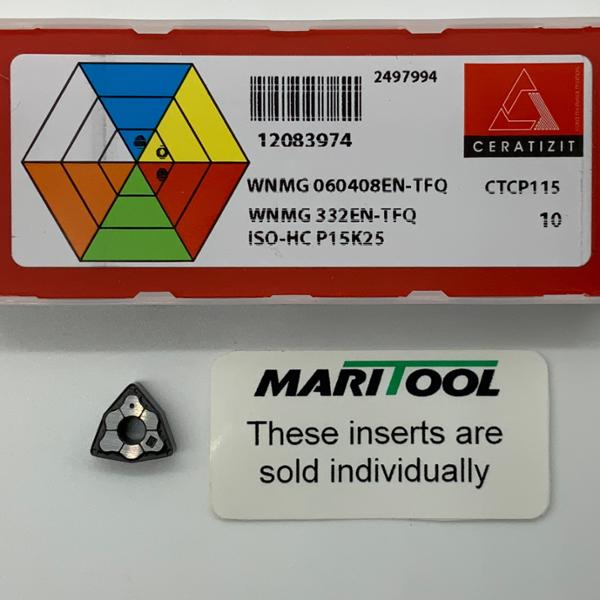 2497994
12083974
CERATIZIT
WNMG 060408EN-TFQ
CTCP115
WNMG 332EN-TFQ
10
ISO-HC P15K25
MARITOOL
These inserts are
sold individually